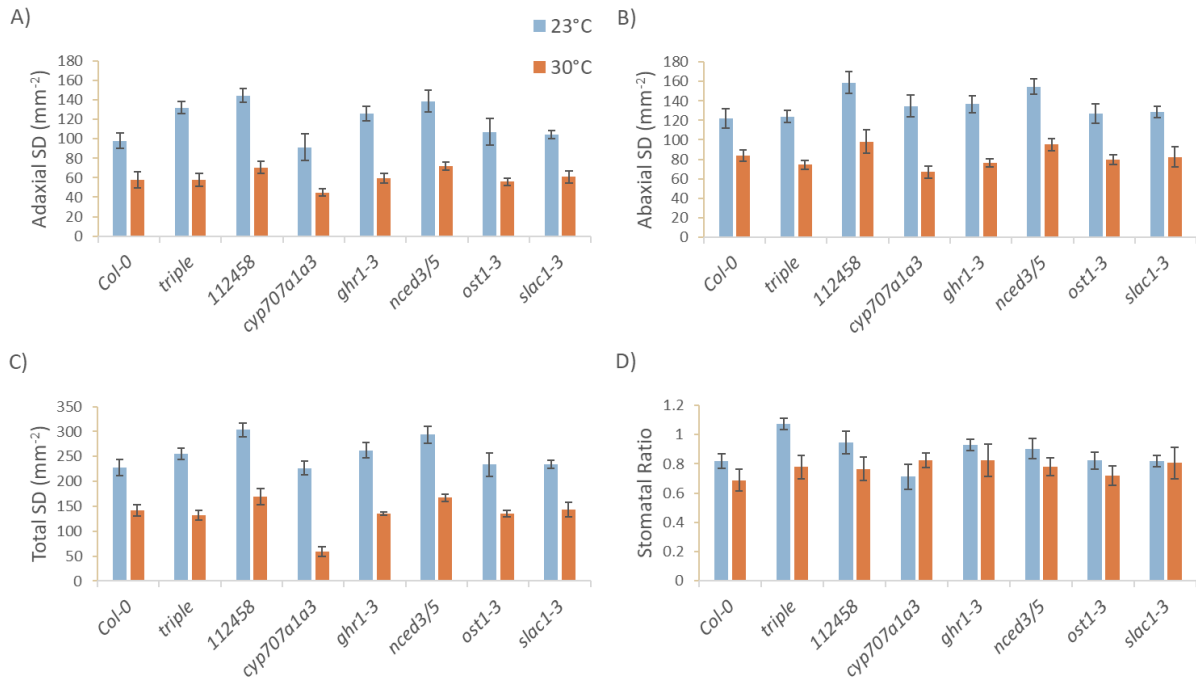 A)
23°C
30°C
Adaxial SD (mm⁻²)
180
160
140
120
100
80
60
40
20
0
Col-0
triple
112458
cyp707a1a3
ghr1-3
nced3/5
ost1-3
slac1-3
B)
Abaxial SD (mm⁻²)
180
160
140
120
100
80
60
40
20
0
Col-0
triple
112458
cyp707a1a3
ghr1-3
nced3/5
ost1-3
slac1-3
C)
Total SD (mm⁻²)
350
300
250
200
150
100
50
0
Col-0
triple
112458
cyp707a1a3
ghr1-3
nced3/5
ost1-3
slac1-3
D)
Stomatal Ratio
1.2
1
0.8
0.6
0.4
0.2
0
Col-0
triple
112458
cyp707a1a3
ghr1-3
nced3/5
ost1-3
slac1-3